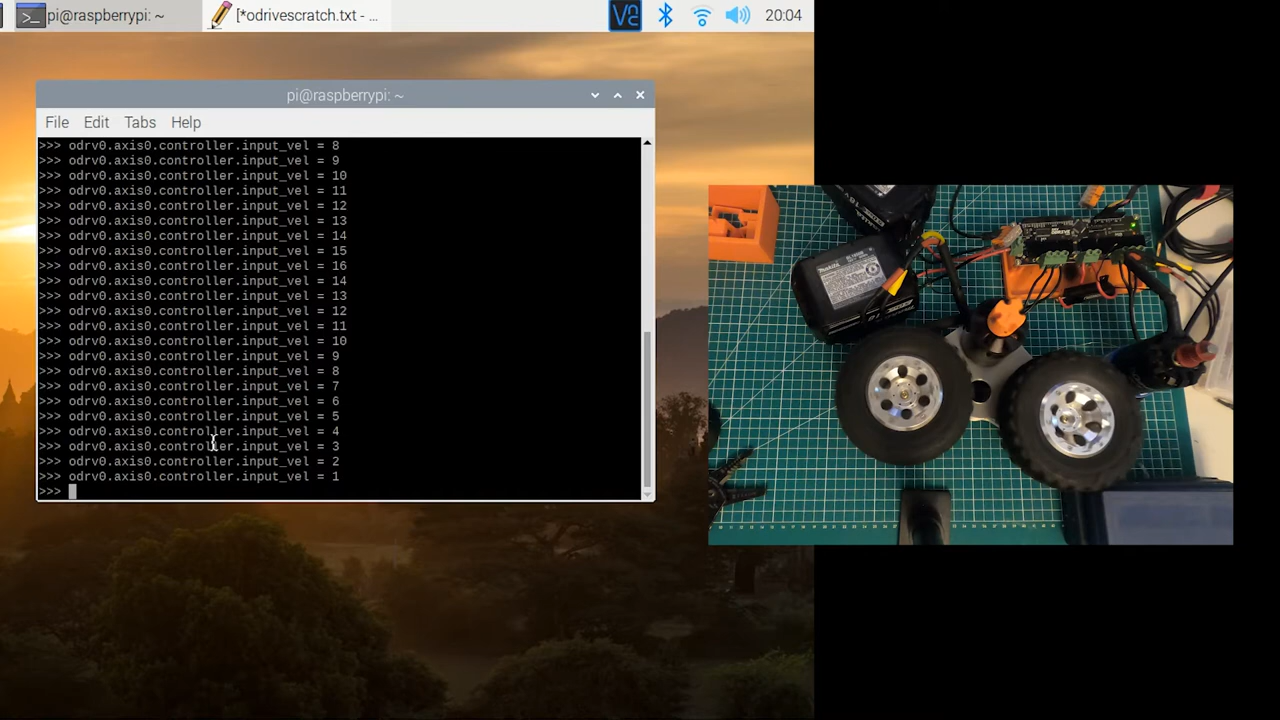 pi@raspberrypi: ~
[*odrivescratch.txt - ...
20:04
pi@raspberrypi: ~
File Edit Tabs Help
>>> odrv0.axis0.controller.input_vel = 8
>>> odrv0.axis0.controller.input_vel = 9
>>> odrv0.axis0.controller.input_vel = 10
>>> odrv0.axis0.controller.input_vel = 11
>>> odrv0.axis0.controller.input_vel = 12
>>> odrv0.axis0.controller.input_vel = 13
>>> odrv0.axis0.controller.input_vel = 14
>>> odrv0.axis0.controller.input_vel = 15
>>> odrv0.axis0.controller.input_vel = 16
>>> odrv0.axis0.controller.input_vel = 14
>>> odrv0.axis0.controller.input_vel = 13
>>> odrv0.axis0.controller.input_vel = 12
>>> odrv0.axis0.controller.input_vel = 11
>>> odrv0.axis0.controller.input_vel = 10
>>> odrv0.axis0.controller.input_vel = 9
>>> odrv0.axis0.controller.input_vel = 8
>>> odrv0.axis0.controller.input_vel = 7
>>> odrv0.axis0.controller.input_vel = 6
>>> odrv0.axis0.controller.input_vel = 5
>>> odrv0.axis0.controller.input_vel = 4
>>> odrv0.axis0.controller.input_vel = 3
>>> odrv0.axis0.controller.input_vel = 2
>>> odrv0.axis0.controller.input_vel = 1
>>>